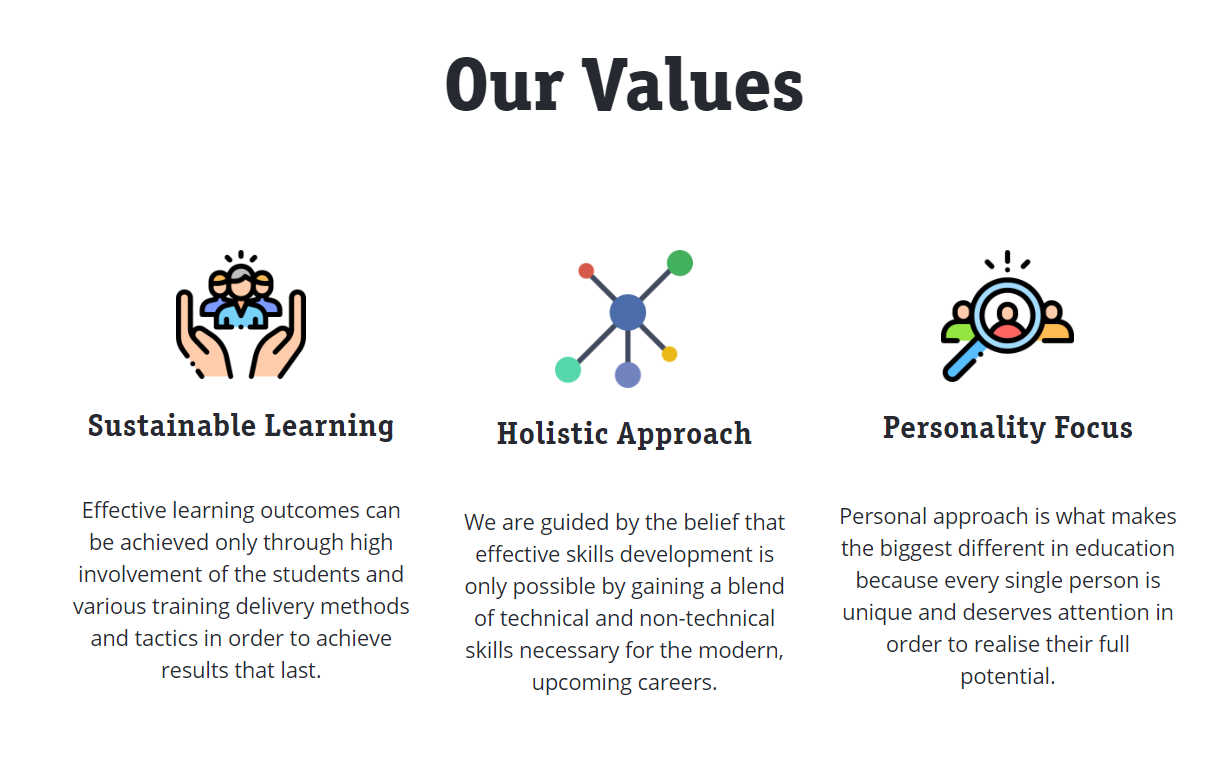 Our Values
Sustainable Learning
Effective learning outcomes can
be achieved only through high
involvement of the students and
various training delivery methods
and tactics in order to achieve
results that last.
Holistic Approach
We are guided by the belief that
effective skills development is
only possible by gaining a blend
of technical and non-technical
skills necessary for the modern,
upcoming careers.
Personality Focus
Personal approach is what makes
the biggest different in education
because every single person is
unique and deserves attention in
order to realise their full
potential.